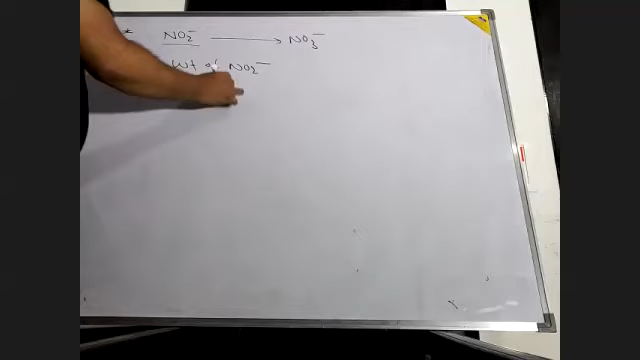 * NO₂⁻ ⟶ NO₃⁻
Wt of NO₂⁻